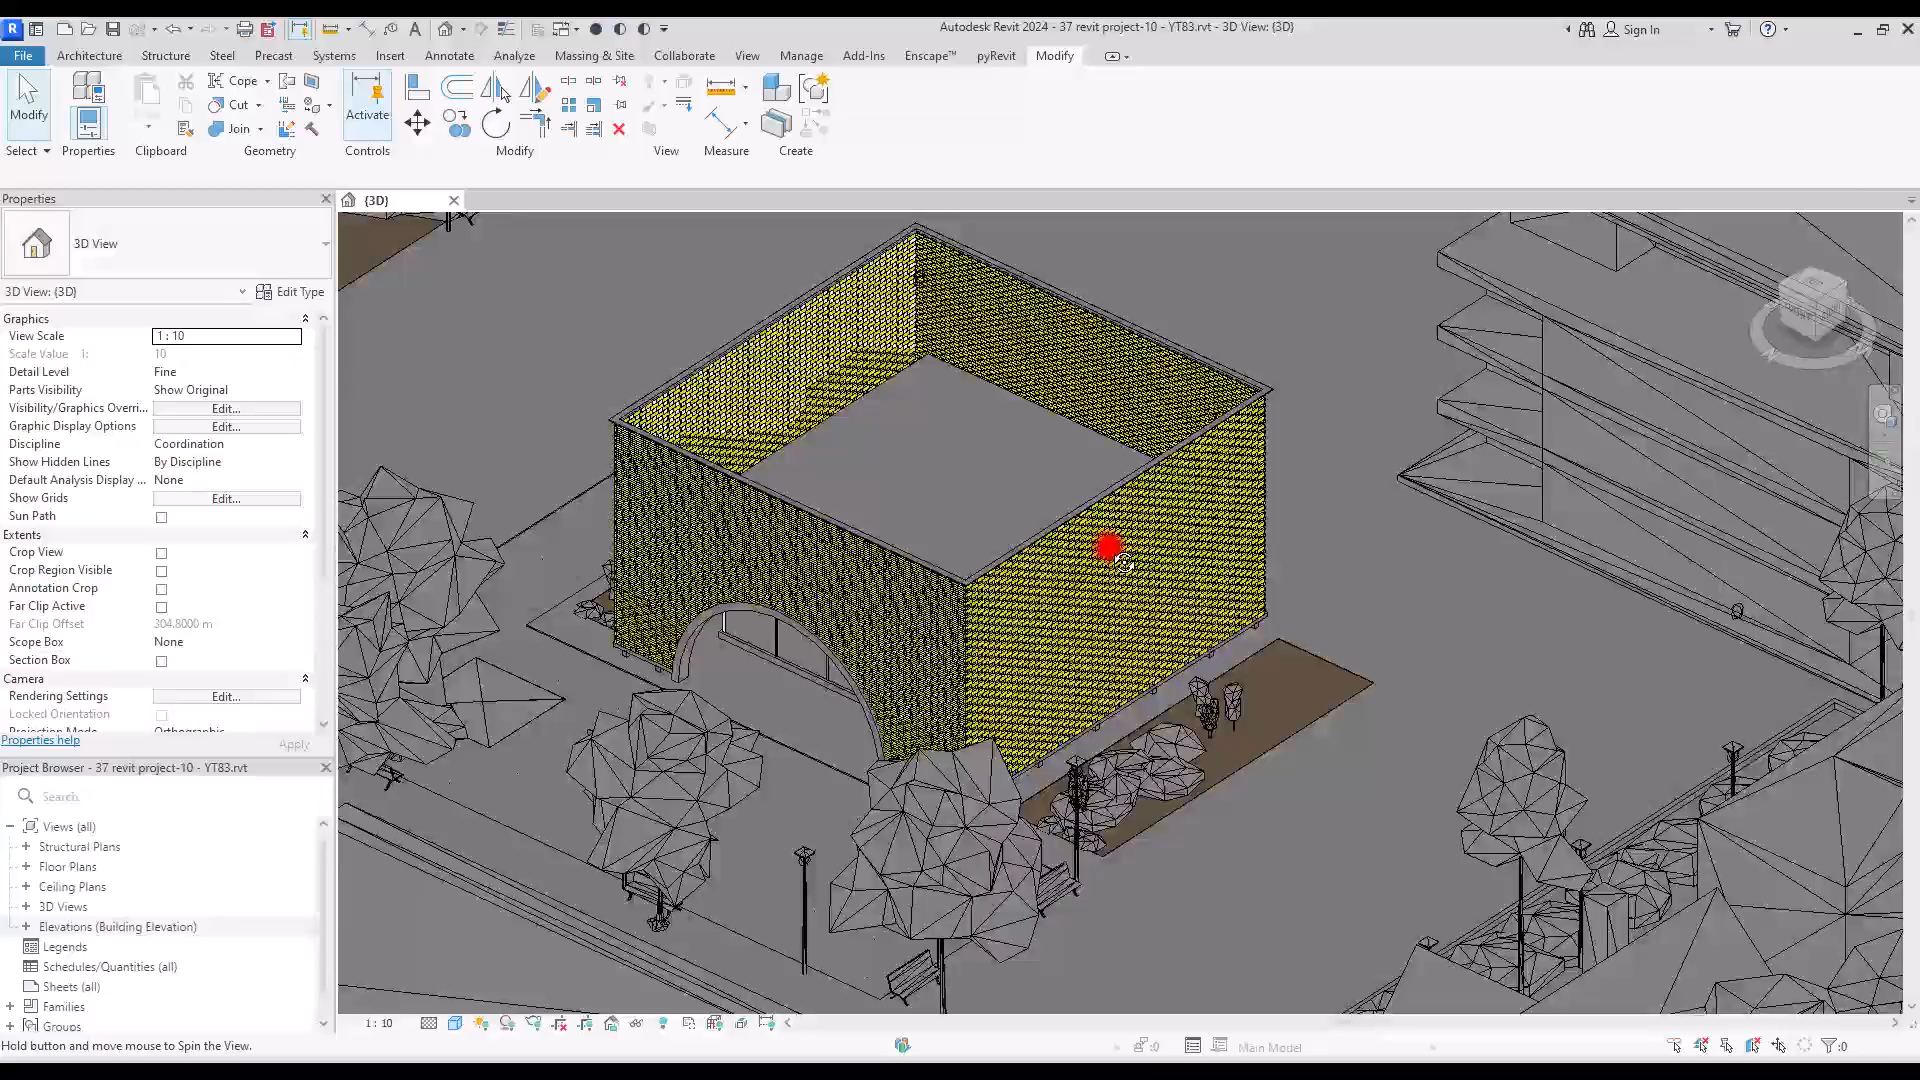 Autodesk Revit 2024 - 37 revit project-10 - YT83.rvt - 3D View: {3D}
Sign In
File Architecture Structure Steel Precast Systems Insert Annotate Analyze Massing & Site Collaborate View Manage Add-Ins Enscape™ pyRevit Modify
Modify
Cope
Cut
Join
Activate
Select Properties Clipboard Geometry Controls Modify View Measure Create
Properties
{3D}
3D View
3D View: {3D}
Edit Type
Graphics
View Scale 1 : 10
Scale Value 1: 10
Detail Level Fine
Parts Visibility Show Original
Visibility/Graphics Overri... Edit...
Graphic Display Options Edit...
Discipline Coordination
Show Hidden Lines By Discipline
Default Analysis Display ... None
Show Grids Edit...
Sun Path
Extents
Crop View
Crop Region Visible
Annotation Crop
Far Clip Active
Far Clip Offset 304.8000 m
Scope Box None
Section Box
Camera
Rendering Settings Edit...
Locked Orientation
Projection Mode Orthographic
Properties help
Apply
Project Browser - 37 revit project-10 - YT83.rvt
Search
Views (all)
Structural Plans
Floor Plans
Ceiling Plans
3D Views
Elevations (Building Elevation)
Legends
Schedules/Quantities (all)
Sheets (all)
Families
Groups
1 : 10
Hold button and move mouse to Spin the View.
:0
Main Model
:0